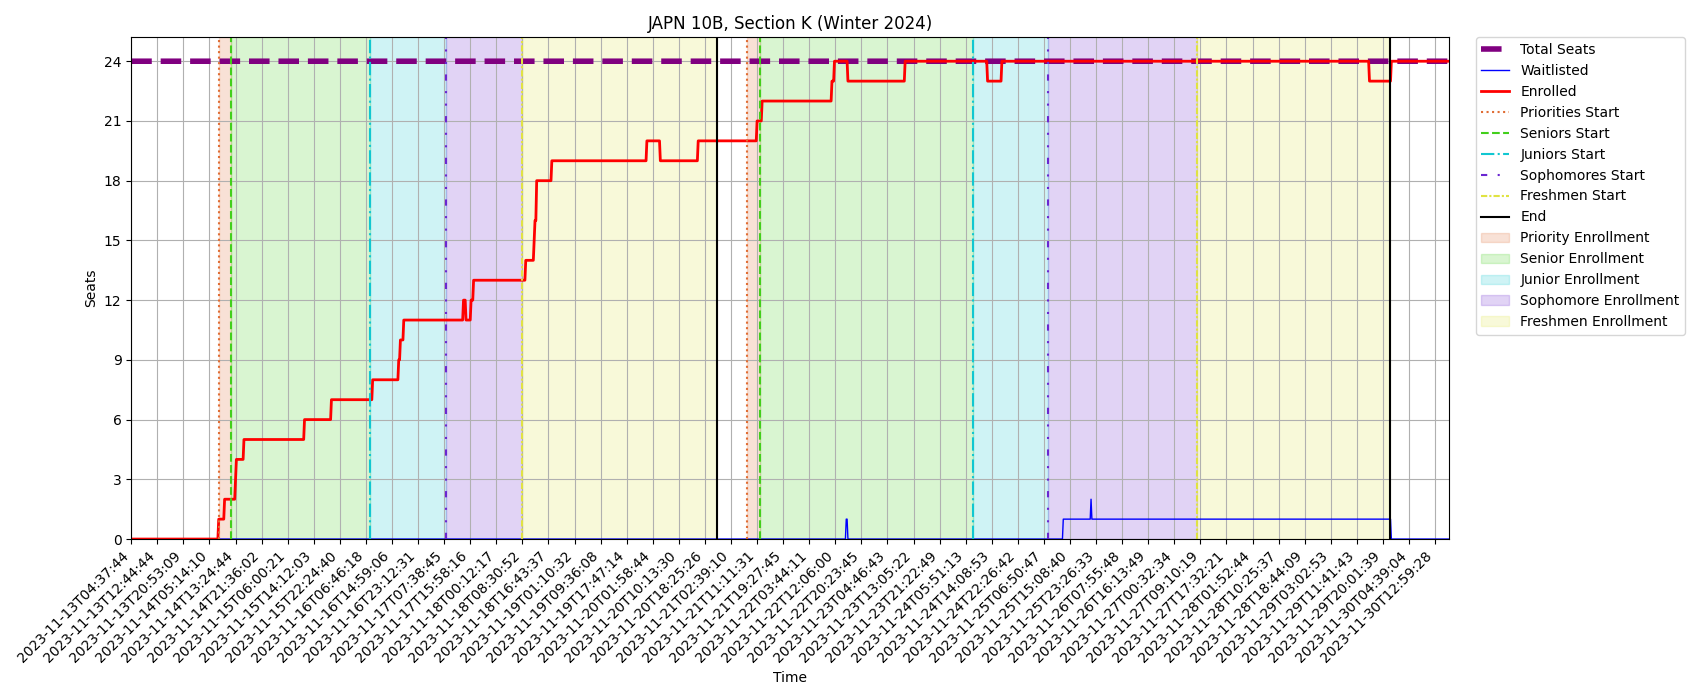 JAPN 10B, Section K (Winter 2024)
Seats
24
21
18
15
12
9
6
3
0
2023-11-13T04:37:44
2023-11-13T12:44:44
2023-11-13T20:53:09
2023-11-14T05:14:10
2023-11-14T13:24:44
2023-11-14T21:36:02
2023-11-15T06:00:21
2023-11-15T14:12:03
2023-11-15T22:24:40
2023-11-16T06:46:18
2023-11-16T14:59:06
2023-11-16T23:12:31
2023-11-17T07:38:45
2023-11-17T15:58:16
2023-11-18T00:12:17
2023-11-18T08:30:52
2023-11-18T16:43:37
2023-11-19T01:10:32
2023-11-19T09:36:08
2023-11-19T17:47:14
2023-11-20T01:58:44
2023-11-20T10:13:30
2023-11-20T18:25:26
2023-11-21T02:39:10
2023-11-21T11:11:31
2023-11-21T19:27:45
2023-11-22T03:44:11
2023-11-22T12:06:00
2023-11-22T20:23:45
2023-11-23T04:46:43
2023-11-23T13:05:22
2023-11-23T21:22:49
2023-11-24T05:51:13
2023-11-24T14:08:53
2023-11-24T22:26:42
2023-11-25T06:50:47
2023-11-25T15:08:40
2023-11-25T23:26:33
2023-11-26T07:55:48
2023-11-26T16:13:49
2023-11-27T00:32:34
2023-11-27T09:10:19
2023-11-27T17:32:21
2023-11-28T01:52:44
2023-11-28T10:25:37
2023-11-28T18:44:09
2023-11-29T03:02:53
2023-11-29T11:41:43
2023-11-29T20:01:39
2023-11-30T04:39:04
2023-11-30T12:59:28
Time
Total Seats
Waitlisted
Enrolled
Priorities Start
Seniors Start
Juniors Start
Sophomores Start
Freshmen Start
End
Priority Enrollment
Senior Enrollment
Junior Enrollment
Sophomore Enrollment
Freshmen Enrollment